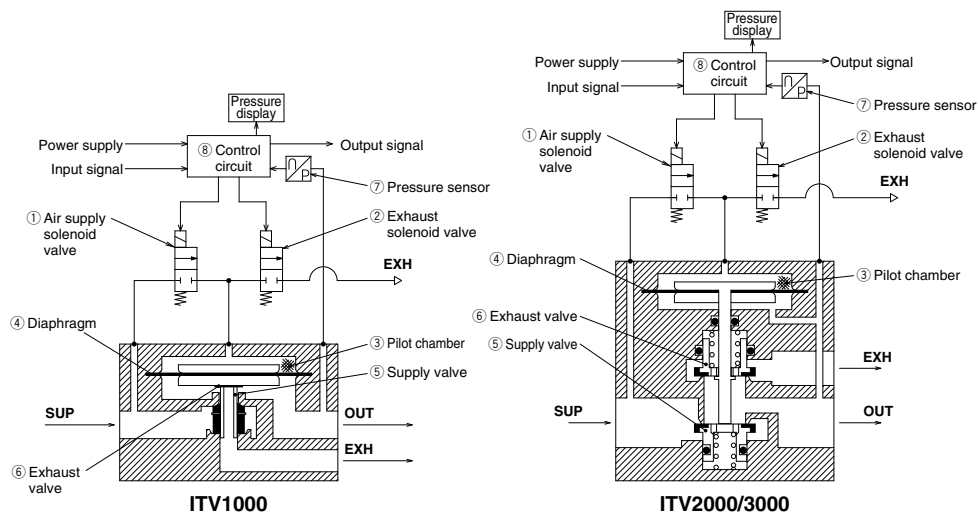 Pressure
display
Power supply
⑧ Control
circuit
Output signal
Input signal
⑦ Pressure sensor
① Air supply
solenoid
valve
② Exhaust
solenoid valve
EXH
④ Diaphragm
③ Pilot chamber
⑤ Supply valve
SUP
OUT
EXH
⑥ Exhaust
valve
ITV1000
Pressure
display
Power supply
⑧ Control
circuit
Output signal
Input signal
⑦ Pressure sensor
① Air supply
solenoid
valve
② Exhaust
solenoid valve
EXH
④ Diaphragm
③ Pilot chamber
⑥ Exhaust valve
⑤ Supply valve
EXH
SUP
OUT
ITV2000/3000